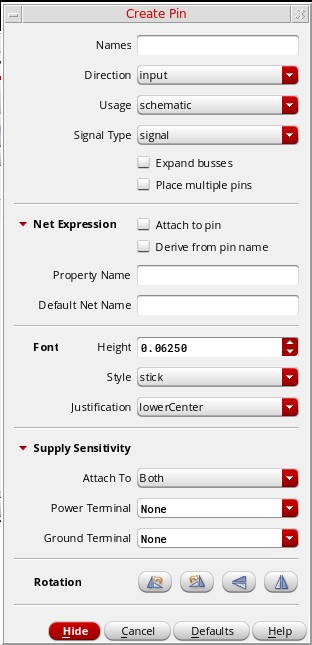 Create Pin
Names
Direction input
Usage schematic
Signal Type signal
Expand busses
Place multiple pins
Net Expression Attach to pin
Derive from pin name
Property Name
Default Net Name
Font Height 0.06250
Style stick
Justification lowerCenter
Supply Sensitivity
Attach To Both
Power Terminal None
Ground Terminal None
Rotation
Hide Cancel Defaults Help